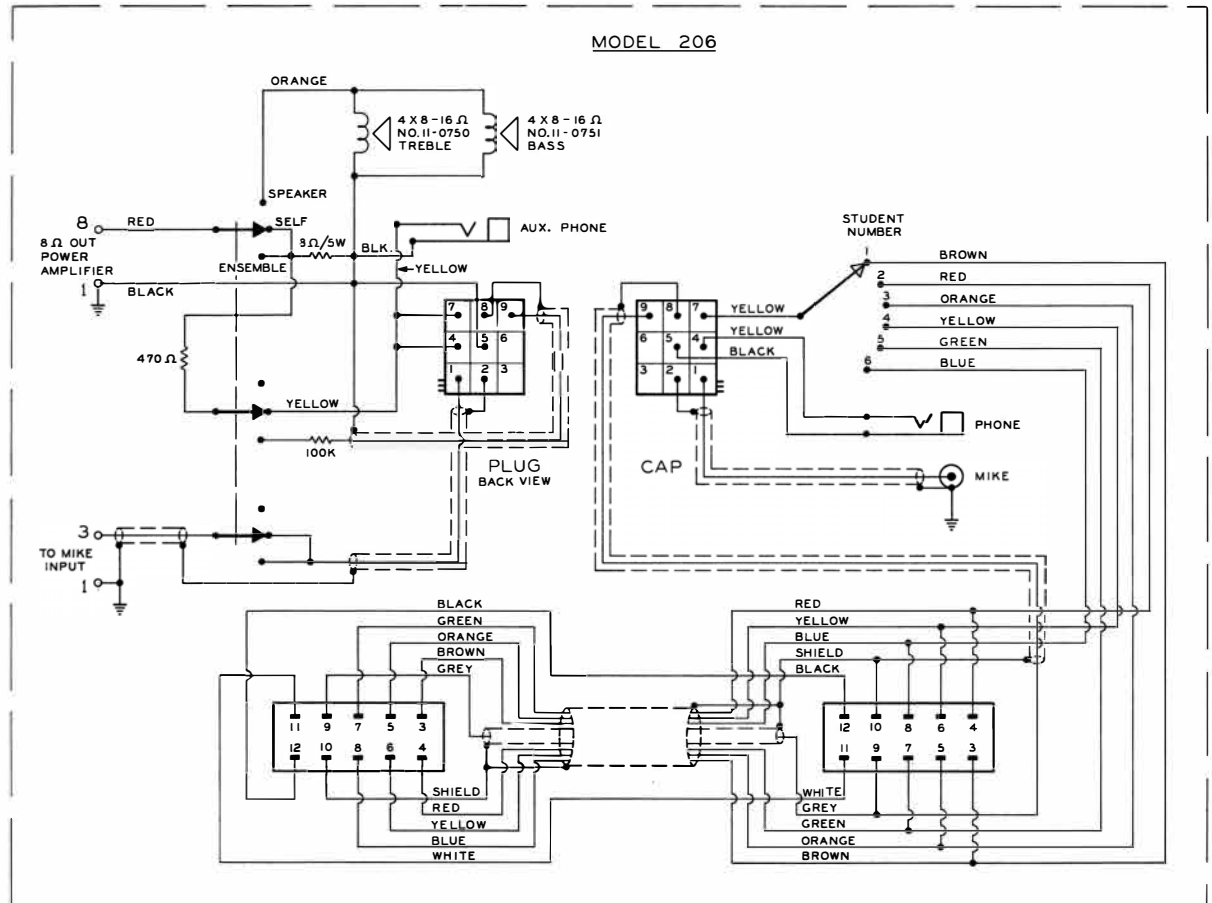 MODEL 206
ORANGE
4 X 8-16 Ω
NO. 11-0750
TREBLE
4 X 8-16 Ω
NO. 11-0751
BASS
SPEAKER
8
RED
SELF
8 Ω OUT
POWER
AMPLIFIER
3Ω/5W
BLK.
ENSEMBLE
1
BLACK
AUX. PHONE
YELLOW
7 8 9
4 5 6
1 2 3
470 Ω
YELLOW
100K
PLUG
BACK VIEW
3
TO MIKE
INPUT
1
9 8 7
6 5 4
3 2 1
CAP
YELLOW
YELLOW
BLACK
STUDENT
NUMBER
1
BROWN
2
RED
3
ORANGE
4
YELLOW
5
GREEN
6
BLUE
PHONE
MIKE
BLACK
GREEN
ORANGE
BROWN
GREY
11 9 7 5 3
12 10 8 6 4
SHIELD
RED
YELLOW
BLUE
WHITE
RED
YELLOW
BLUE
SHIELD
BLACK
12 10 8 6 4
11 9 7 5 3
WHITE
GREY
GREEN
ORANGE
BROWN